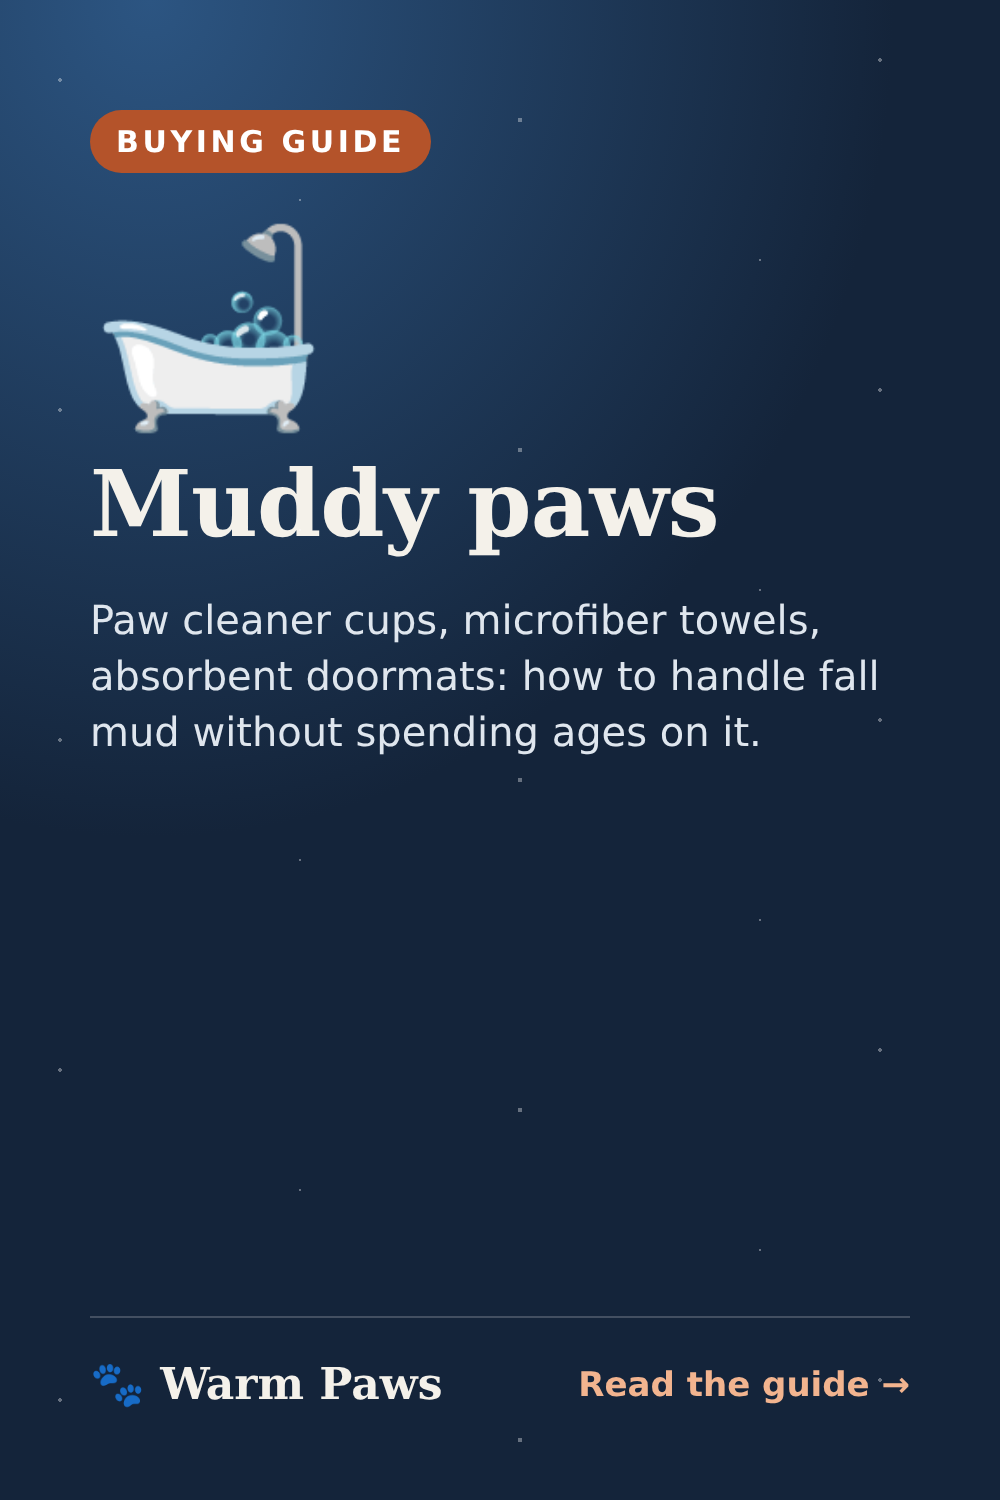 BUYING GUIDE
Muddy paws
Paw cleaner cups, microfiber towels,
absorbent doormats: how to handle fall
mud without spending ages on it.
Warm Paws
Read the guide →